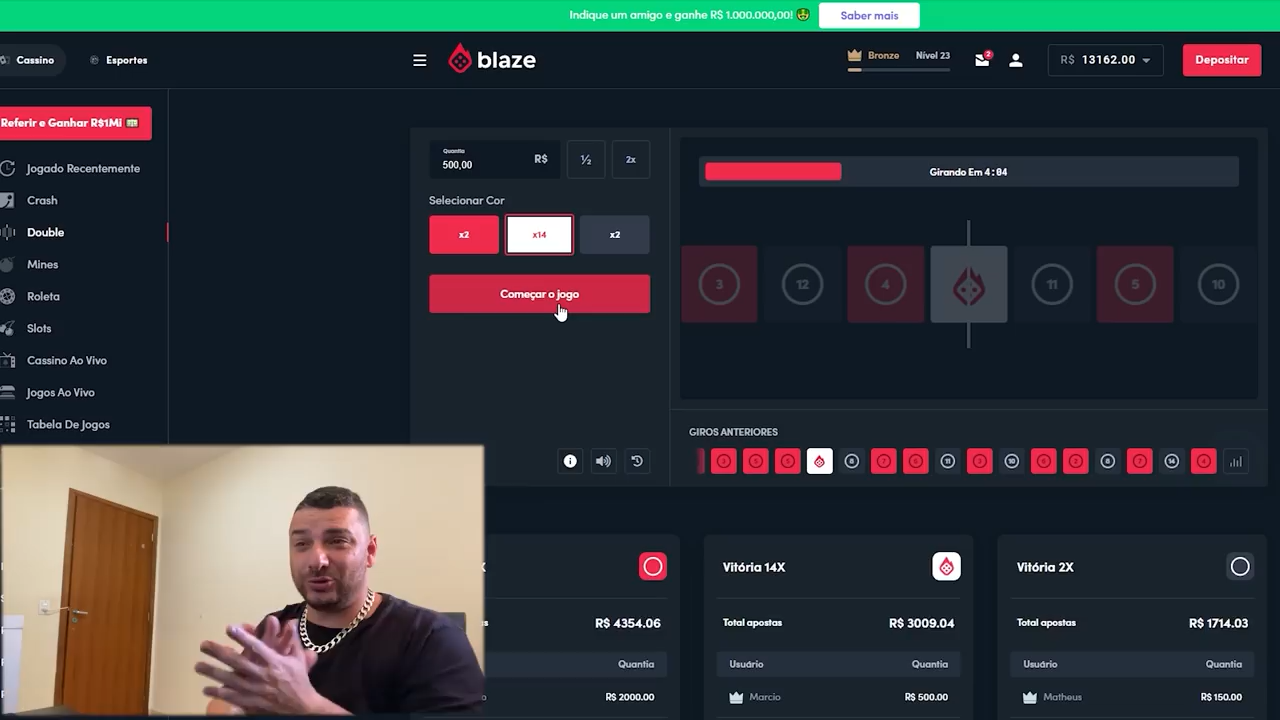 Indique um amigo e ganhe R$ 1.000.000,00!
Saber mais
Cassino
Esportes
blaze
Bronze
Nível 23
2
R$ 13162.00
Depositar
Referir e Ganhar R$1Mi
Jogado Recentemente
Crash
Double
Mines
Roleta
Slots
Cassino Ao Vivo
Jogos Ao Vivo
Tabela De Jogos
Quantia
500,00
R$
½
2x
Selecionar Cor
x2
x14
x2
Começar o jogo
Girando Em 4:04
3
12
4
11
5
10
GIROS ANTERIORES
Vitória 14X
Vitória 2X
R$ 4354.06
Total apostas
R$ 3009.04
Total apostas
R$ 1714.03
Quantia
Usuário
Quantia
Usuário
Quantia
R$ 2000.00
Marcio
R$ 500.00
Matheus
R$ 150.00